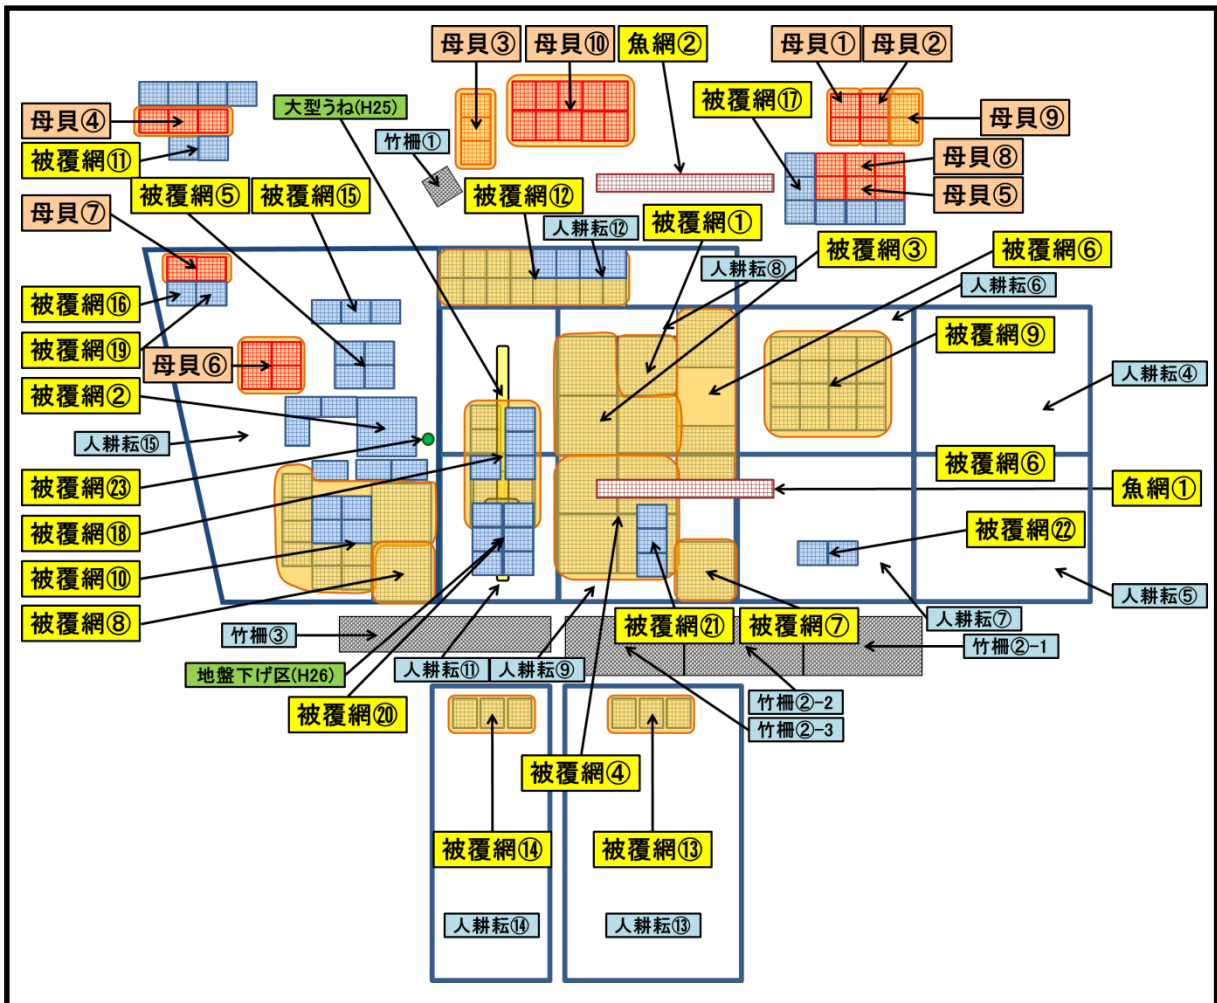 母貝③
母貝⑩
魚網②
母貝①
母貝②
大型うね(H25)
竹柵①
被覆網⑰
母貝⑨
母貝④
被覆網⑪
母貝⑧
母貝⑤
被覆網⑤
被覆網⑮
被覆網⑫
人耕耘⑫
被覆網①
母貝⑦
被覆網③
被覆網⑥
人耕耘⑧
人耕耘⑥
被覆網⑯
被覆網⑲
被覆網⑨
母貝⑥
人耕耘④
被覆網②
人耕耘⑮
被覆網⑥
被覆網㉓
魚網①
被覆網⑱
被覆網㉒
被覆網⑩
人耕耘⑤
被覆網⑧
人耕耘⑦
被覆網㉑
被覆網⑦
竹柵③
竹柵②-1
地盤下げ区(H26)
人耕耘⑪
人耕耘⑨
竹柵②-2
被覆網⑳
竹柵②-3
被覆網④
被覆網⑭
被覆網⑬
人耕耘⑭
人耕耘⑬